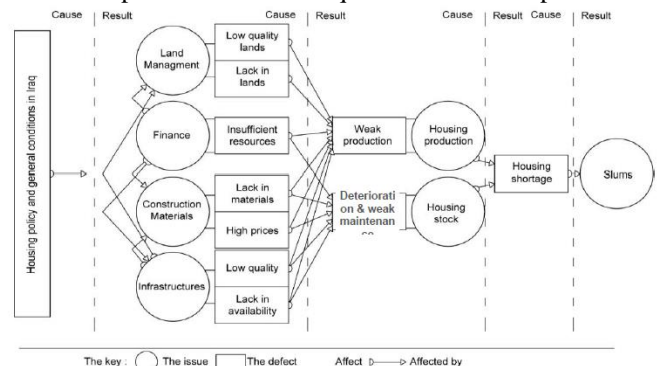 Cause
Result
Cause
Result
Cause
Result
Housing policy and general conditions in Iraq
Land
Managment
Low quality
lands
Lack in
lands
Finance
Insufficient
resources
Construction
Materials
Lack in
materials
High prices
Infrastructures
Low quality
Lack in
availability
Weak
production
Deteriorati
on & weak
maintenan
Housing
production
Housing
stock
Housing
shortage
Slums
The key : The issue The defect Affect Affected by